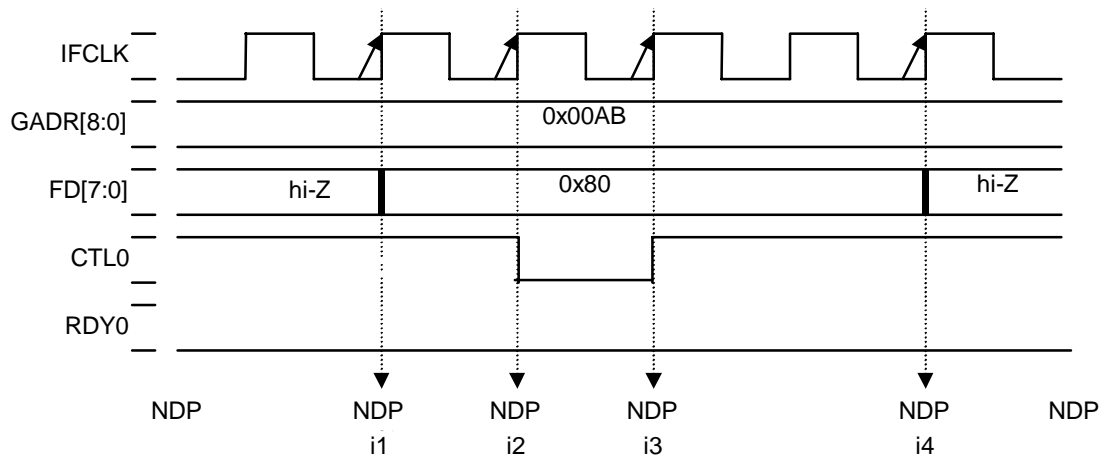 IFCLK
GADR[8:0]
0x00AB
FD[7:0]
hi-Z
0x80
hi-Z
CTL0
RDY0
NDP NDP NDP NDP NDP NDP
i1 i2 i3 i4